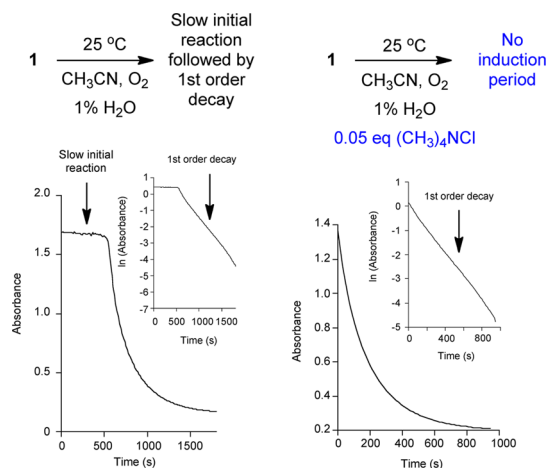 1
25 °C
CH3CN, O2
1% H2O
Slow initial
reaction
followed by
1st order
decay
1
25 °C
CH3CN, O2
1% H2O
0.05 eq (CH3)4NCl
No
induction
period
Slow initial
reaction
Absorbance
2.0
1.5
1.0
0.5
0
0 500 1000 1500
Time (s)
1st order decay
ln (Absorbance)
1
0
-1
-2
-3
-4
-5
-6
-7
0 500 1000 1500
Time (s)
Absorbance
1.4
1.2
1.0
0.8
0.6
0.4
0.2
0 200 400 600 800 1000
Time (s)
1st order decay
ln (Absorbance)
1
0
-1
-2
-3
-4
-5
0 400 800
Time (s)